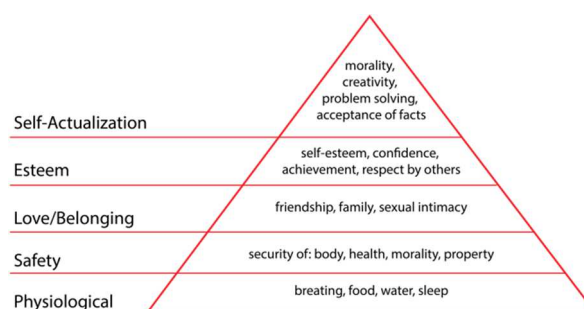 morality,
creativity,
problem solving,
acceptance of facts
Self-Actualization
self-esteem, confidence,
achievement, respect by others
Esteem
friendship, family, sexual intimacy
Love/Belonging
security of: body, health, morality, property
Safety
breating, food, water, sleep
Physiological